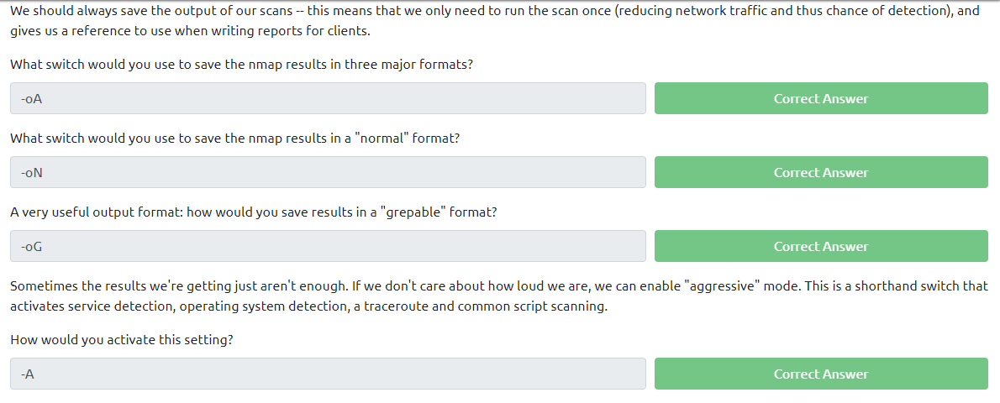 We should always save the output of our scans -- this means that we only need to run the scan once (reducing network traffic and thus chance of detection), and
gives us a reference to use when writing reports for clients.
What switch would you use to save the nmap results in three major formats?
-oA
Correct Answer
What switch would you use to save the nmap results in a "normal" format?
-oN
Correct Answer
A very useful output format: how would you save results in a "grepable" format?
-oG
Correct Answer
Sometimes the results we're getting just aren't enough. If we don't care about how loud we are, we can enable "aggressive" mode. This is a shorthand switch that
activates service detection, operating system detection, a traceroute and common script scanning.
How would you activate this setting?
-A
Correct Answer